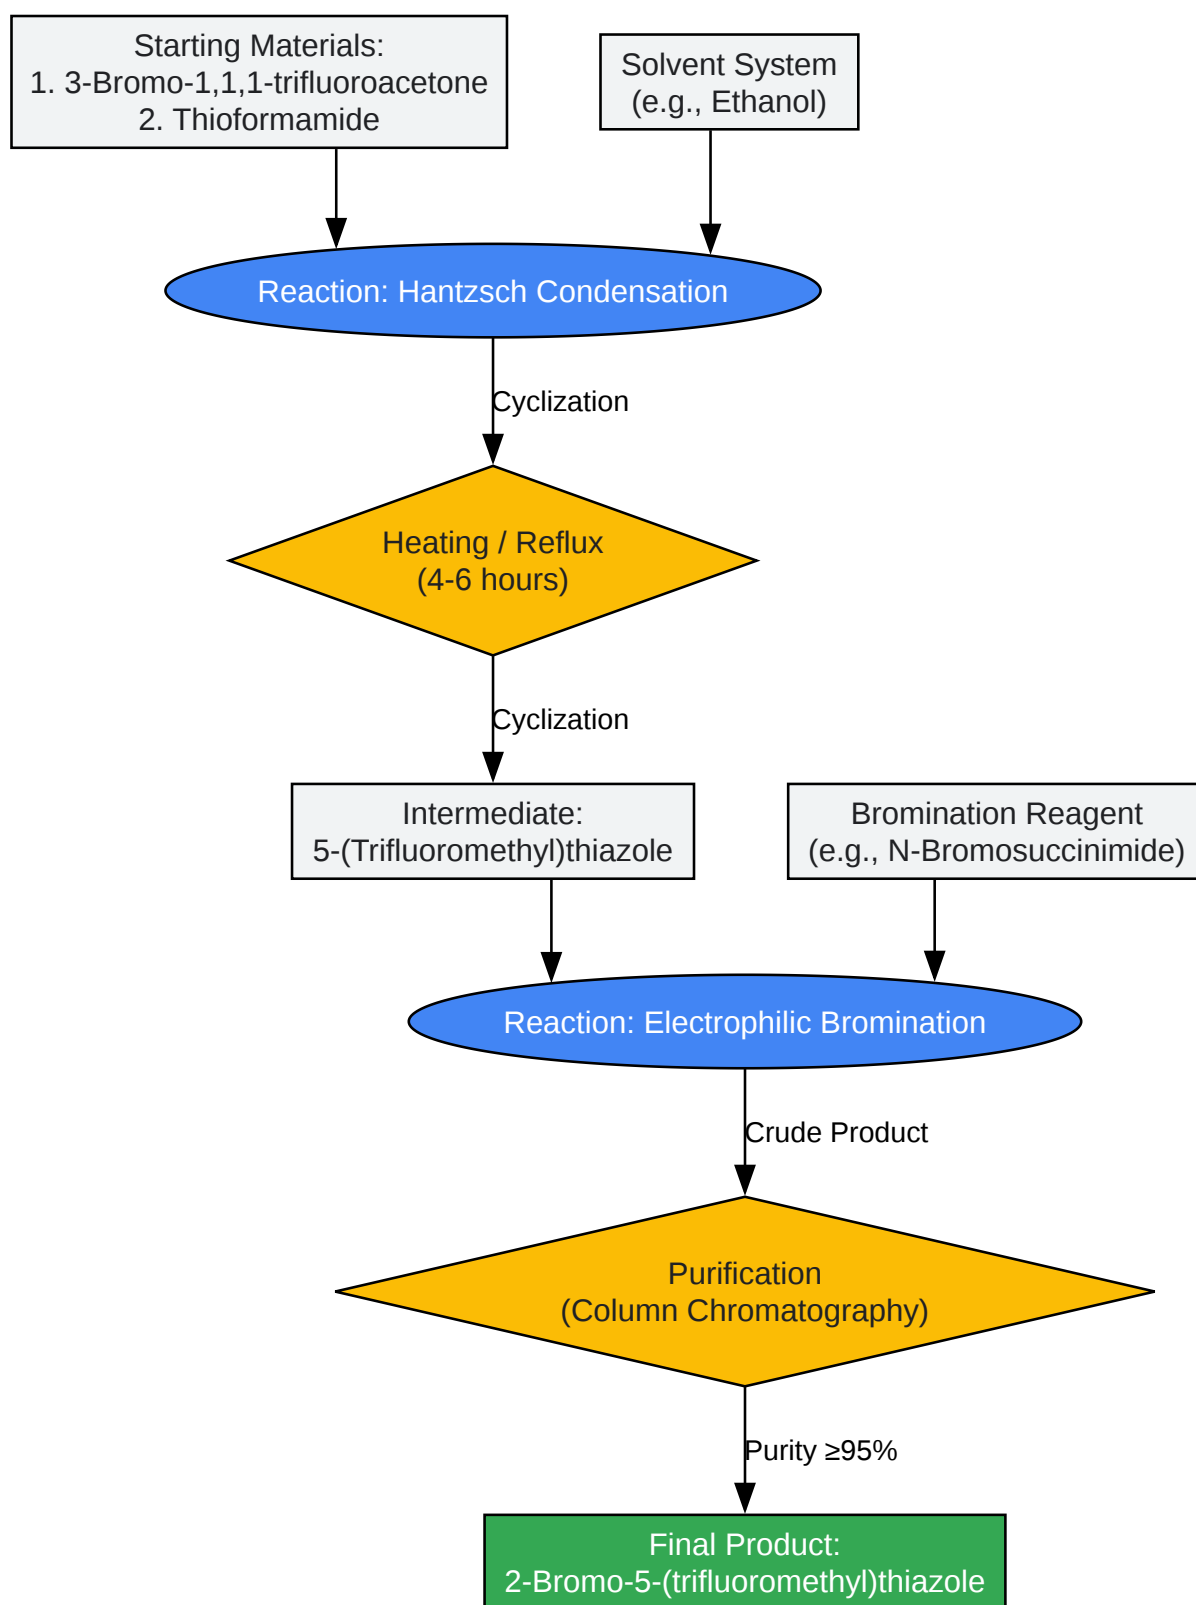 Starting Materials:
1. 3-Bromo-1,1,1-trifluoroacetone
2. Thioformamide
Solvent System
(e.g., Ethanol)
Reaction: Hantzsch Condensation
Cyclization
Heating / Reflux
(4-6 hours)
Cyclization
Intermediate:
5-(Trifluoromethyl)thiazole
Bromination Reagent
(e.g., N-Bromosuccinimide)
Reaction: Electrophilic Bromination
Crude Product
Purification
(Column Chromatography)
Purity ≥95%
Final Product:
2-Bromo-5-(trifluoromethyl)thiazole